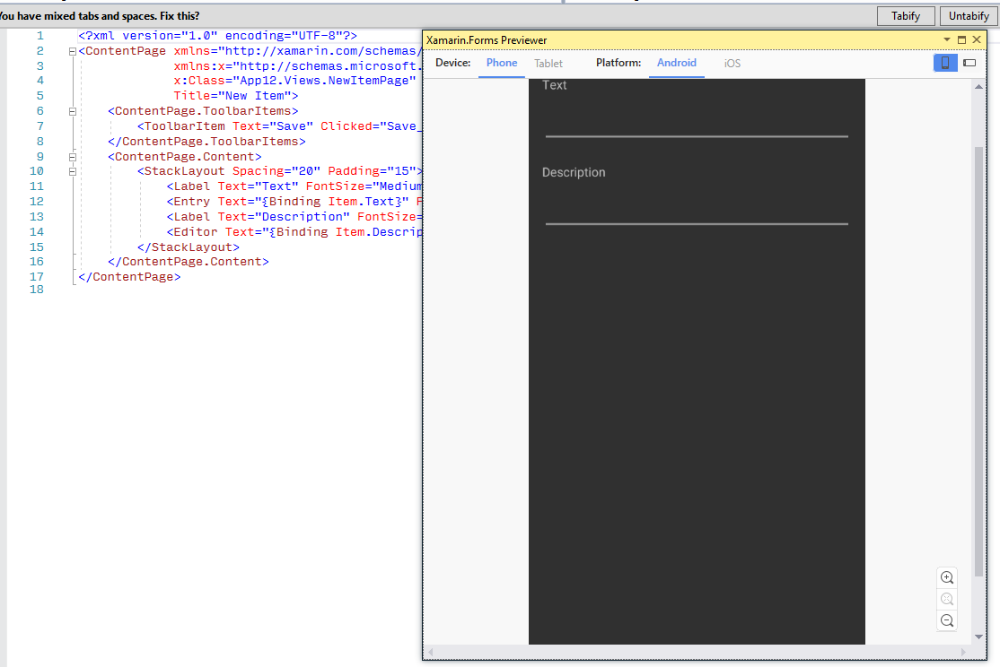 You have mixed tabs and spaces. Fix this?
Tabify
Untabify
1 <?xml version="1.0" encoding="UTF-8"?>
2 <ContentPage xmlns="http://xamarin.com/schemas/
3 xmlns:x="http://schemas.microsoft.
4 x:Class="App12.Views.NewItemPage"
5 Title="New Item">
6 <ContentPage.ToolbarItems>
7 <ToolbarItem Text="Save" Clicked="Save_
8 </ContentPage.ToolbarItems>
9 <ContentPage.Content>
10 <StackLayout Spacing="20" Padding="15">
11 <Label Text="Text" FontSize="Medium
12 <Entry Text="{Binding Item.Text}" F
13 <Label Text="Description" FontSize=
14 <Editor Text="{Binding Item.Descrip
15 </StackLayout>
16 </ContentPage.Content>
17 </ContentPage>
18
Xamarin.Forms Previewer
Device: Phone Tablet Platform: Android iOS
Text
Description